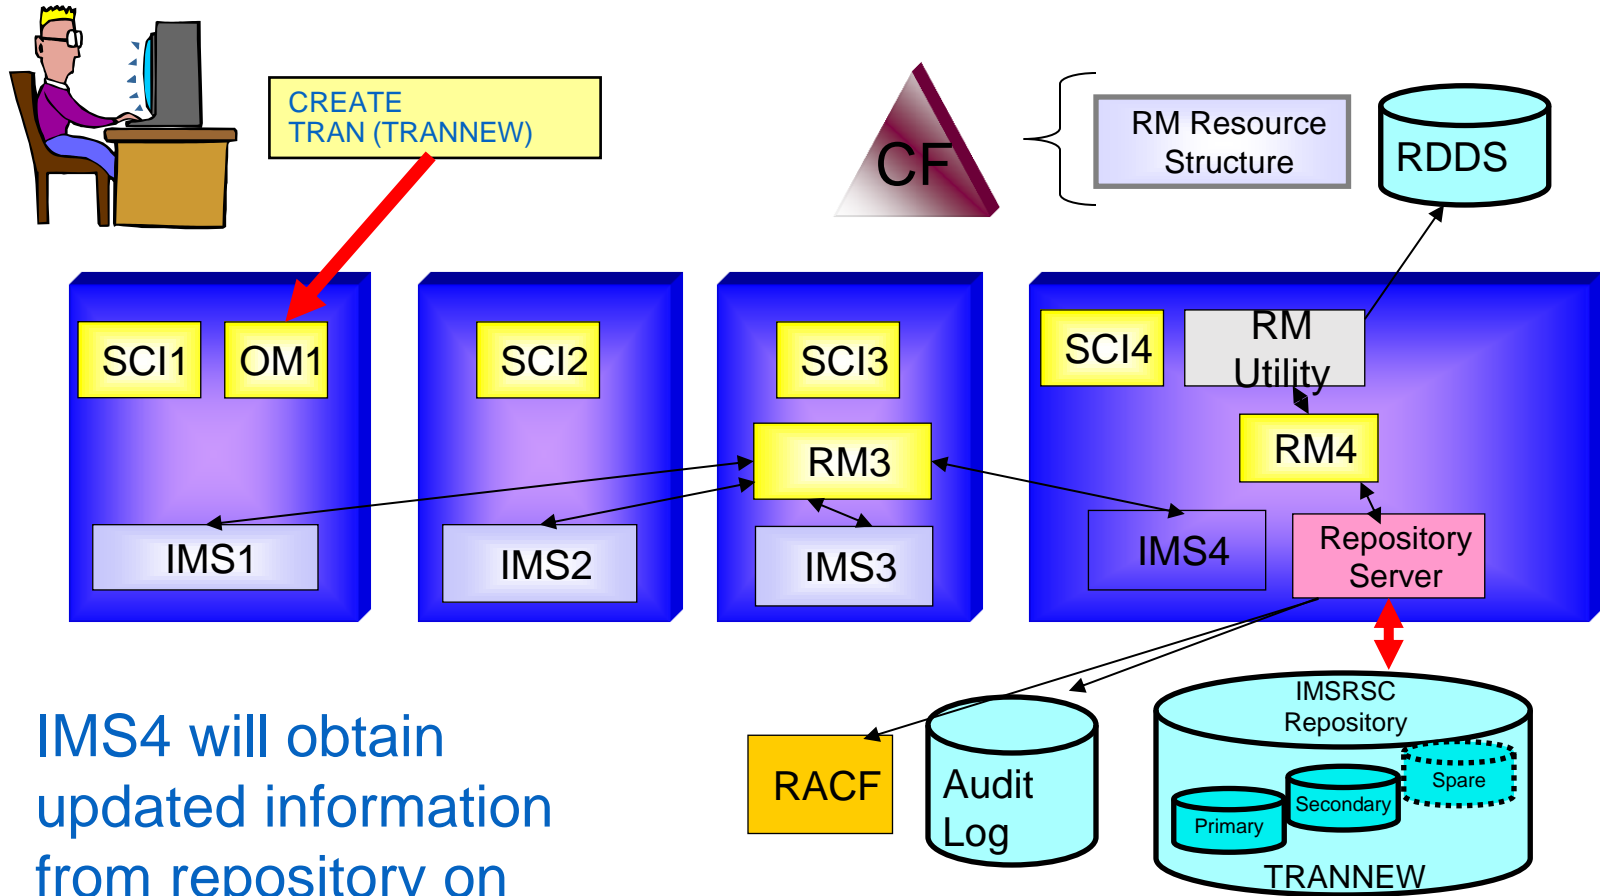 CREATE
TRAN (TRANNEW)
CF
RM Resource
Structure
RDDS
SCI1
OM1
SCI2
SCI3
SCI4
RM
Utility
RM3
RM4
IMS1
IMS2
IMS3
IMS4
Repository
Server
IMS4 will obtain
updated information
from repository on
RACF
Audit
Log
IMSRSC
Repository
Primary
Secondary
Spare
TRANNEW